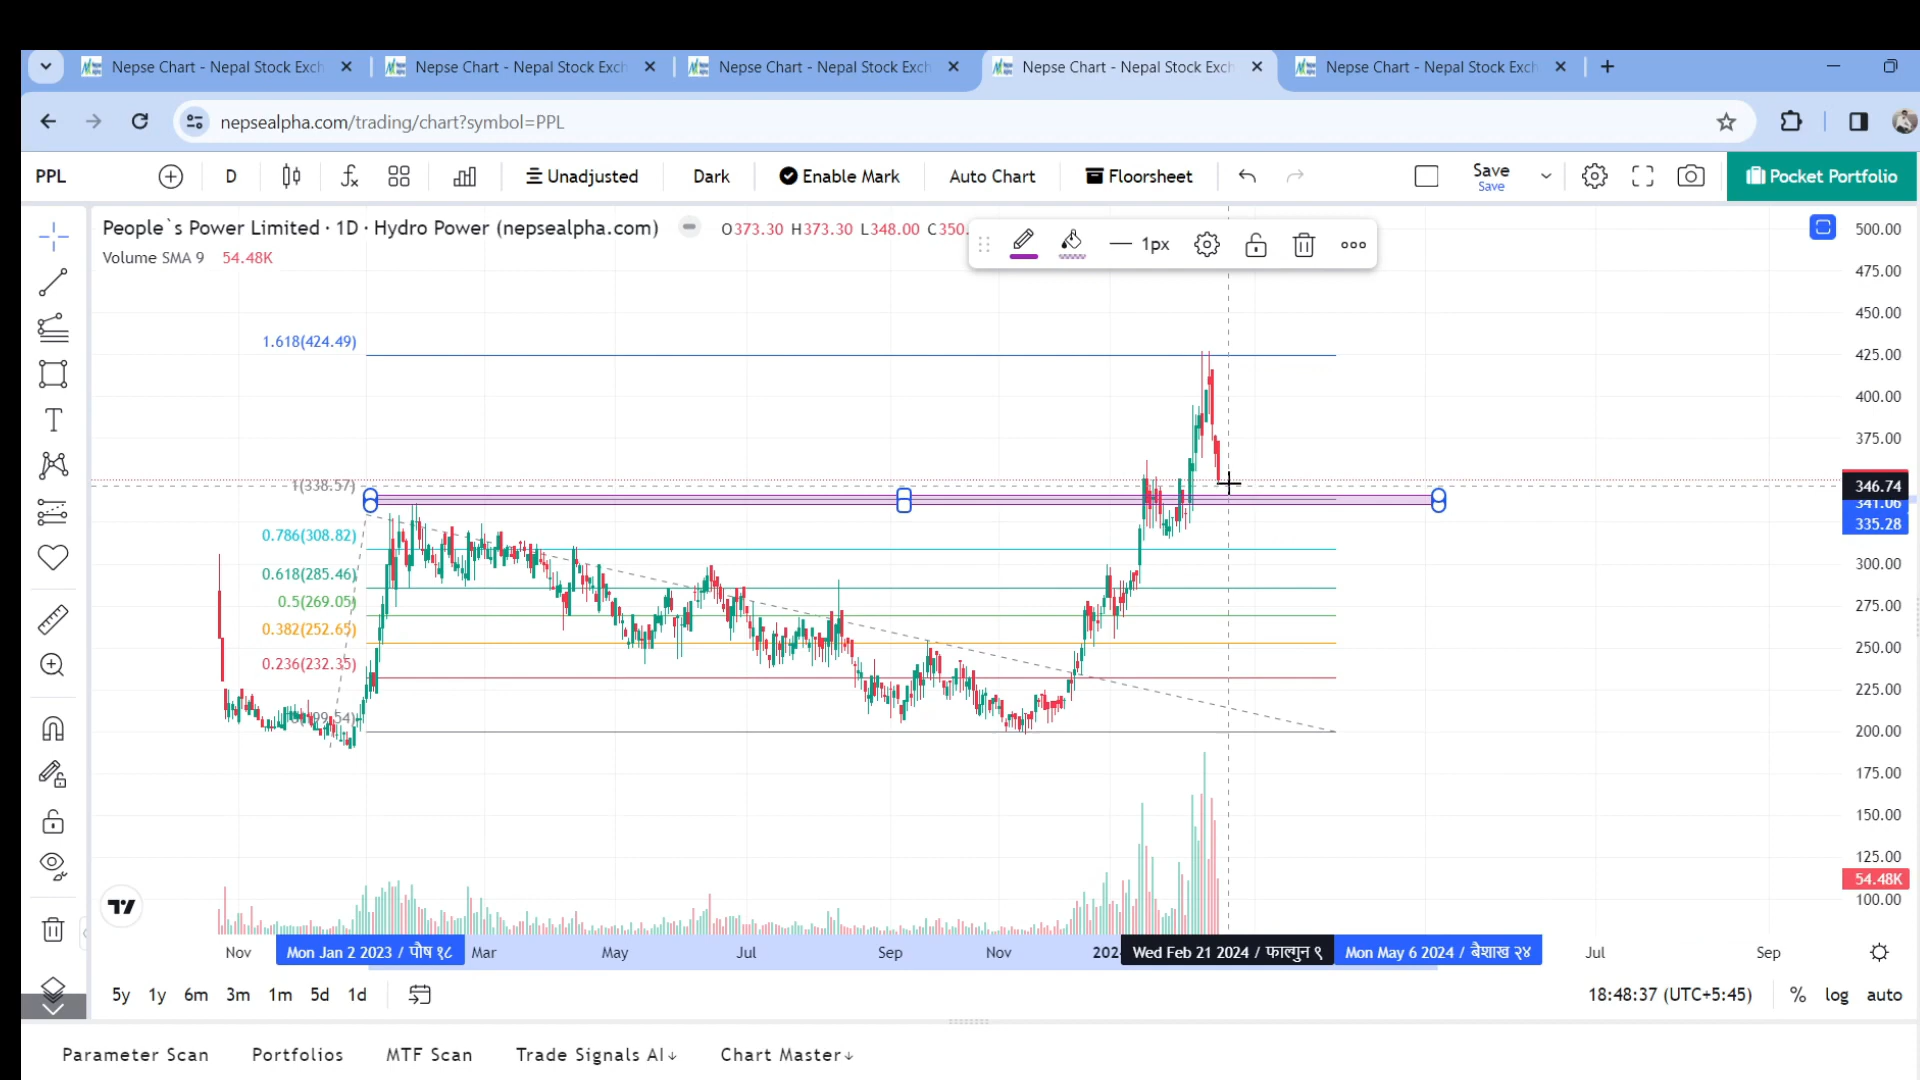 Nepse Chart - Nepal Stock Exch Nepse Chart - Nepal Stock Exch Nepse Chart - Nepal Stock Exch Nepse Chart - Nepal Stock Exch Nepse Chart - Nepal Stock Exch
nepsealpha.com/trading/chart?symbol=PPL
PPL D Unadjusted Dark Enable Mark Auto Chart Floorsheet Save Pocket Portfolio
Save
People`s Power Limited · 1D · Hydro Power (nepsealpha.com) O373.30 H373.30 L348.00 C350. 1px
Volume SMA 9 54.48K
500.00
475.00
450.00
1.618(424.49) 425.00
400.00
375.00
1(338.57) 346.74
341.06
335.28
0.786(308.82) 300.00
0.618(285.46)
0.5(269.05) 275.00
0.382(252.65) 250.00
0.236(232.35) 225.00
200.00
175.00
150.00
125.00
54.48K
100.00
Nov Mon Jan 2 2023 / पौष १८ Mar May Jul Sep Nov 202 Wed Feb 21 2024 / फाल्गुन ९ Mon May 6 2024 / बैशाख २४ Jul Sep
5y 1y 6m 3m 1m 5d 1d 18:48:37 (UTC+5:45) % log auto
Parameter Scan Portfolios MTF Scan Trade Signals AI↓ Chart Master↓